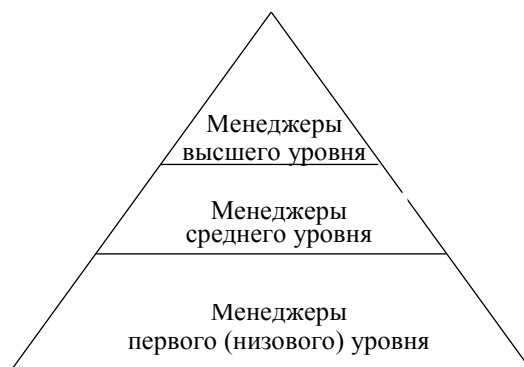 Менеджеры
высшего уровня
Менеджеры
среднего уровня
Менеджеры
первого (низового) уровня